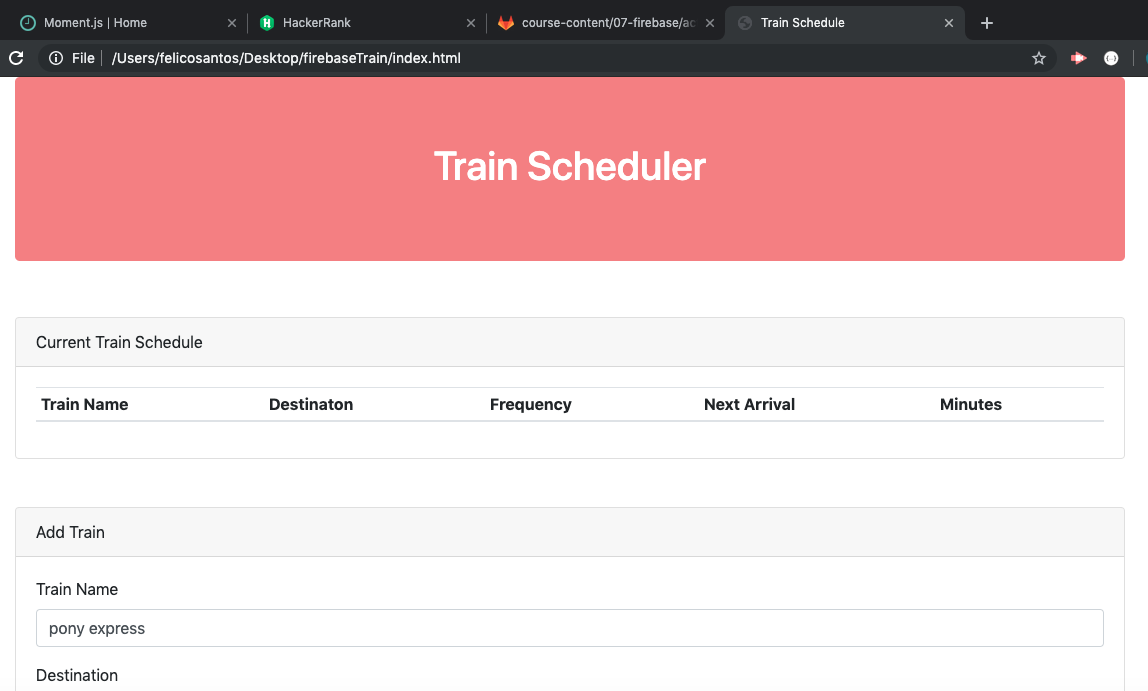 Moment.js | Home
HackerRank
course-content/07-firebase/ac
Train Schedule
File /Users/felicosantos/Desktop/firebaseTrain/index.html
Train Scheduler
Current Train Schedule
Train Name Destinaton Frequency Next Arrival Minutes
Add Train
Train Name
pony express
Destination